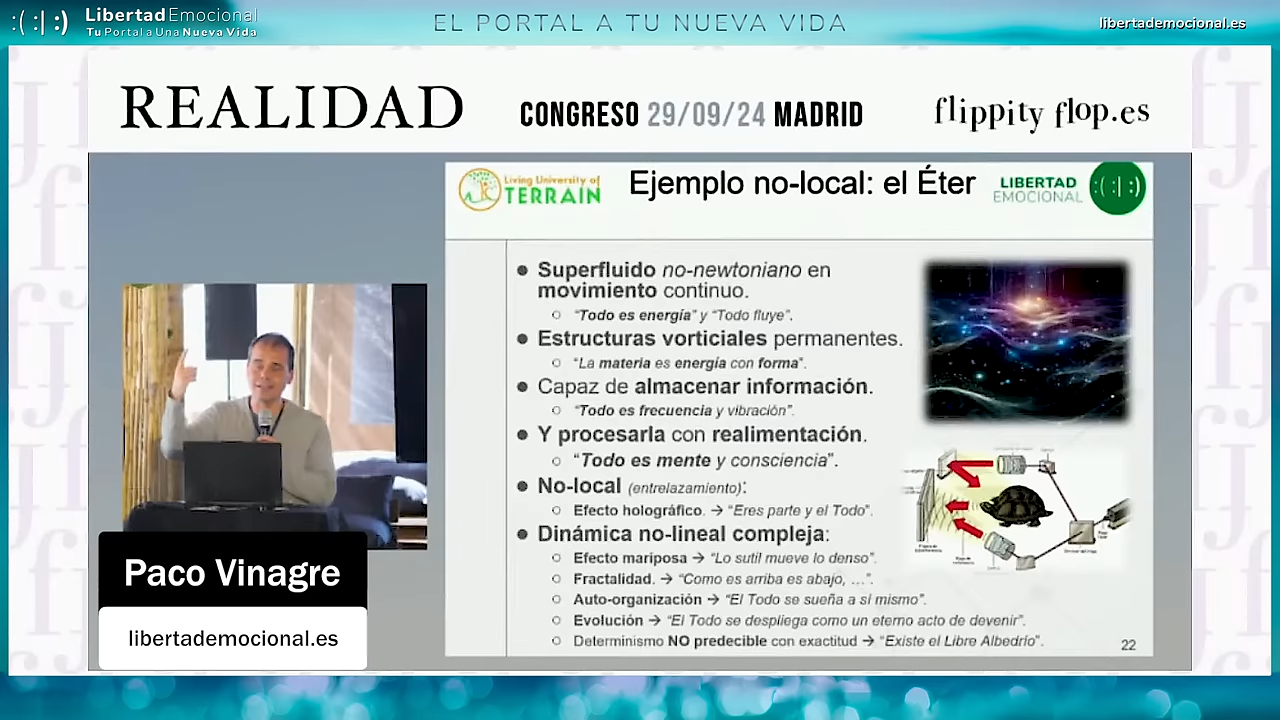 :(:|:)
LibertadEmocional
Tu Portal a Una Nueva Vida
EL PORTAL A TU NUEVA VIDA
libertademocional.es
REALIDAD
CONGRESO 29/09/24 MADRID
flippity flop.es
Living University of
TERRAIN
Ejemplo no-local: el Éter
LIBERTAD
EMOCIONAL
:(:|:)
● Superfluido no-newtoniano en
movimiento continuo.
○ "Todo es energía" y "Todo fluye".
● Estructuras vorticiales permanentes.
○ "La materia es energía con forma".
● Capaz de almacenar información.
○ "Todo es frecuencia y vibración".
● Y procesarla con realimentación.
○ "Todo es mente y consciencia".
● No-local (entrelazamiento):
○ Efecto holográfico. → "Eres parte y el Todo".
● Dinámica no-lineal compleja:
○ Efecto mariposa → "Lo sutil mueve lo denso".
○ Fractalidad. → "Como es arriba es abajo, …".
○ Auto-organización → "El Todo se sueña a sí mismo".
○ Evolución → "El Todo se despliega como un eterno acto de devenir".
○ Determinismo NO predecible con exactitud → "Existe el Libre Albedrío".
22
Paco Vinagre
libertademocional.es